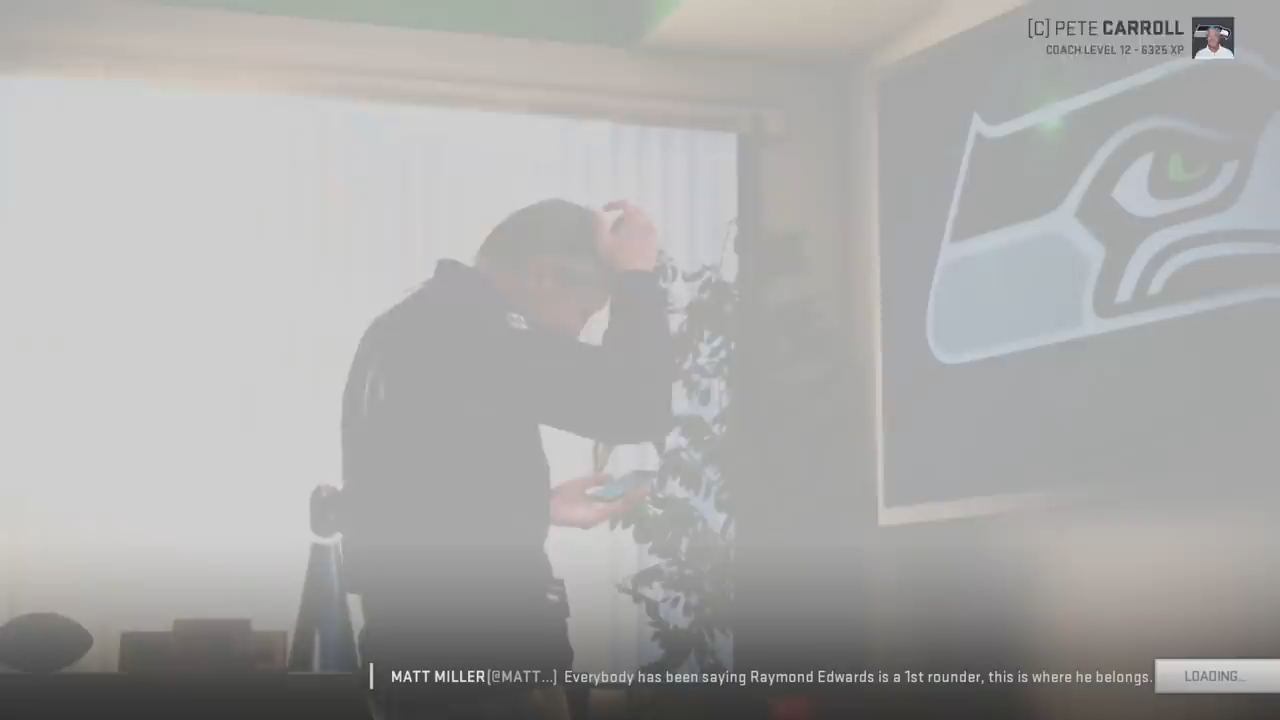 [C] PETE CARROLL
COACH LEVEL 12 - 6325 XP
MATT MILLER[@MATT...] Everybody has been saying Raymond Edwards is a 1st rounder, this is where he belongs.
LOADING...